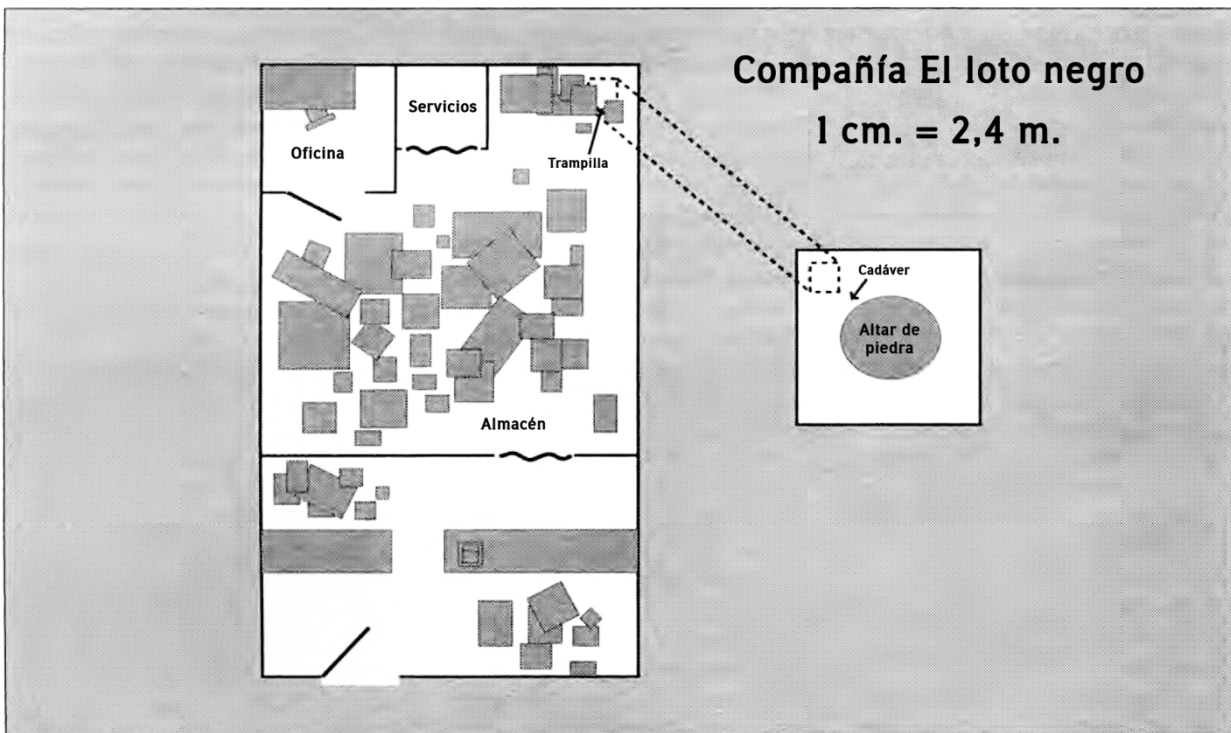 Compañía El loto negro
1 cm. = 2,4 m.
Servicios
Oficina
Trampilla
Cadáver
Altar de
piedra
Almacén